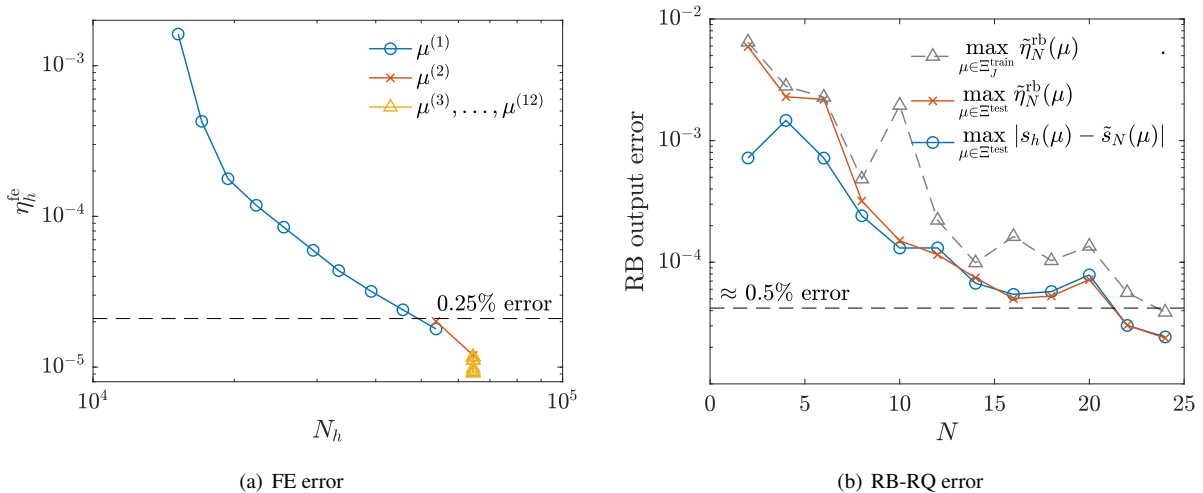 10^{-3}
10^{-4}
10^{-5}
η_h^{fe}
μ^{(1)}
μ^{(2)}
μ^{(3)}, . . . , μ^{(12)}
0.25% error
10^4
10^5
N_h
(a) FE error
10^{-2}
10^{-3}
10^{-4}
RB output error
max_{μ∈Ξ_J^{train}} η̃_N^{rb}(μ)
max_{μ∈Ξ^{test}} η̃_N^{rb}(μ)
max_{μ∈Ξ^{test}} |s_h(μ) − s̃_N(μ)|
≈ 0.5% error
0
5
10
15
20
25
N
(b) RB-RQ error